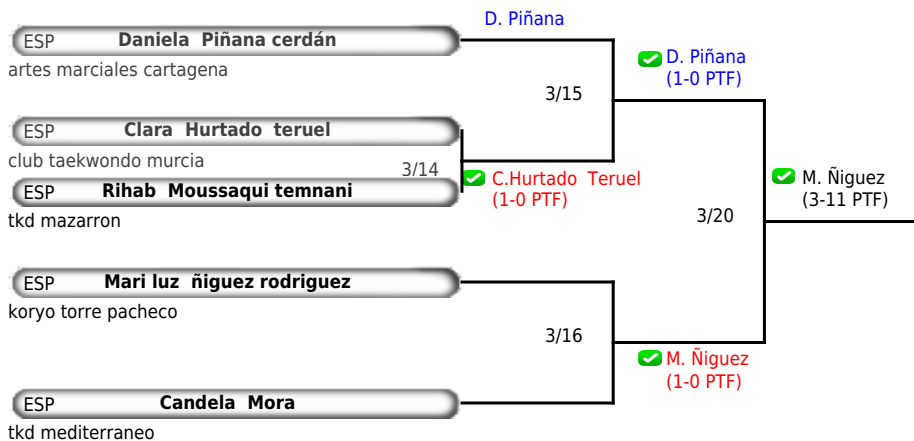 D. Piñana
ESP Daniela Piñana cerdán
artes marciales cartagena
D. Piñana
(1-0 PTF)
3/15
ESP Clara Hurtado teruel
club taekwondo murcia
3/14
C.Hurtado Teruel
(1-0 PTF)
ESP Rihab Moussaqui temnani
tkd mazarron
M. Ñiguez
(3-11 PTF)
3/20
ESP Mari luz ñiguez rodriguez
koryo torre pacheco
3/16
M. Ñiguez
(1-0 PTF)
ESP Candela Mora
tkd mediterraneo